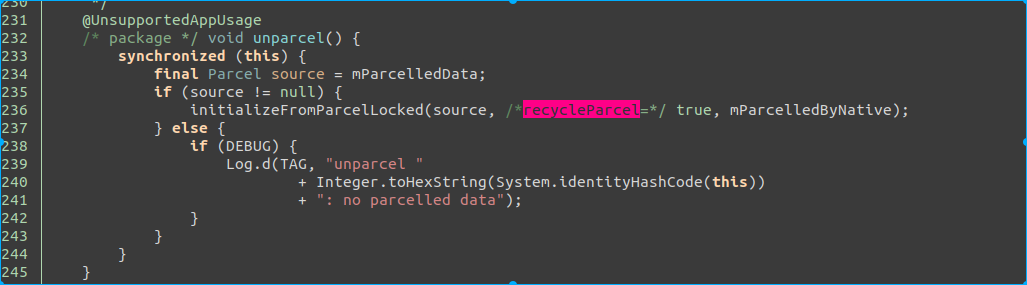 230 */
231 @UnsupportedAppUsage
232 /* package */ void unparcel() {
233 synchronized (this) {
234 final Parcel source = mParcelledData;
235 if (source != null) {
236 initializeFromParcelLocked(source, /*recycleParcel=*/ true, mParcelledByNative);
237 } else {
238 if (DEBUG) {
239 Log.d(TAG, "unparcel "
240 + Integer.toHexString(System.identityHashCode(this))
241 + ": no parcelled data");
242 }
243 }
244 }
245 }